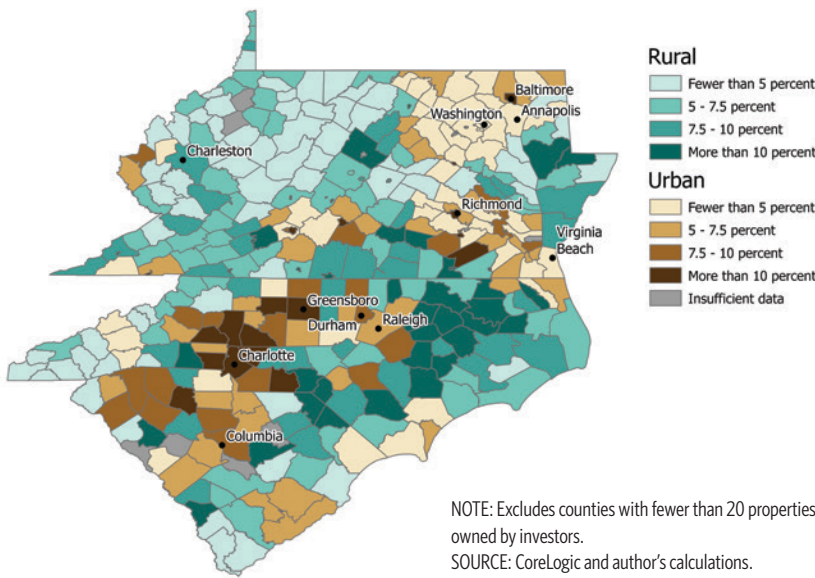 Baltimore
Washington
Annapolis
Charleston
Richmond
Virginia
Beach
Greensboro
Durham
Raleigh
Charlotte
Columbia
Rural
Fewer than 5 percent
5 - 7.5 percent
7.5 - 10 percent
More than 10 percent
Urban
Fewer than 5 percent
5 - 7.5 percent
7.5 - 10 percent
More than 10 percent
Insufficient data
NOTE: Excludes counties with fewer than 20 properties
owned by investors.
SOURCE: CoreLogic and author's calculations.